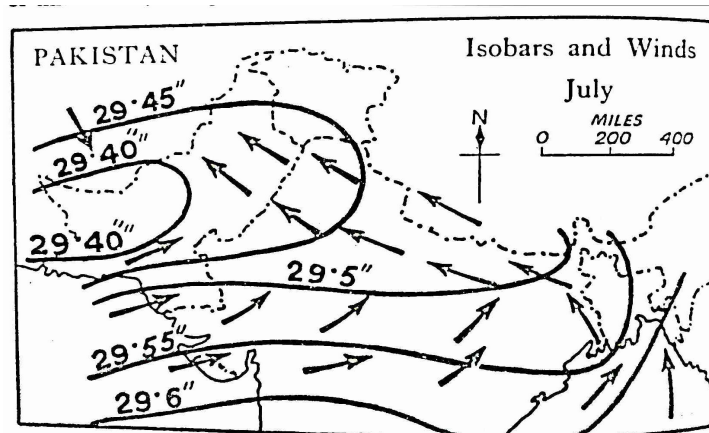 PAKISTAN
Isobars and Winds
July
N
MILES
0 200 400
29·45"
29·40"
29·40"
29·5"
29·55"
29·6"